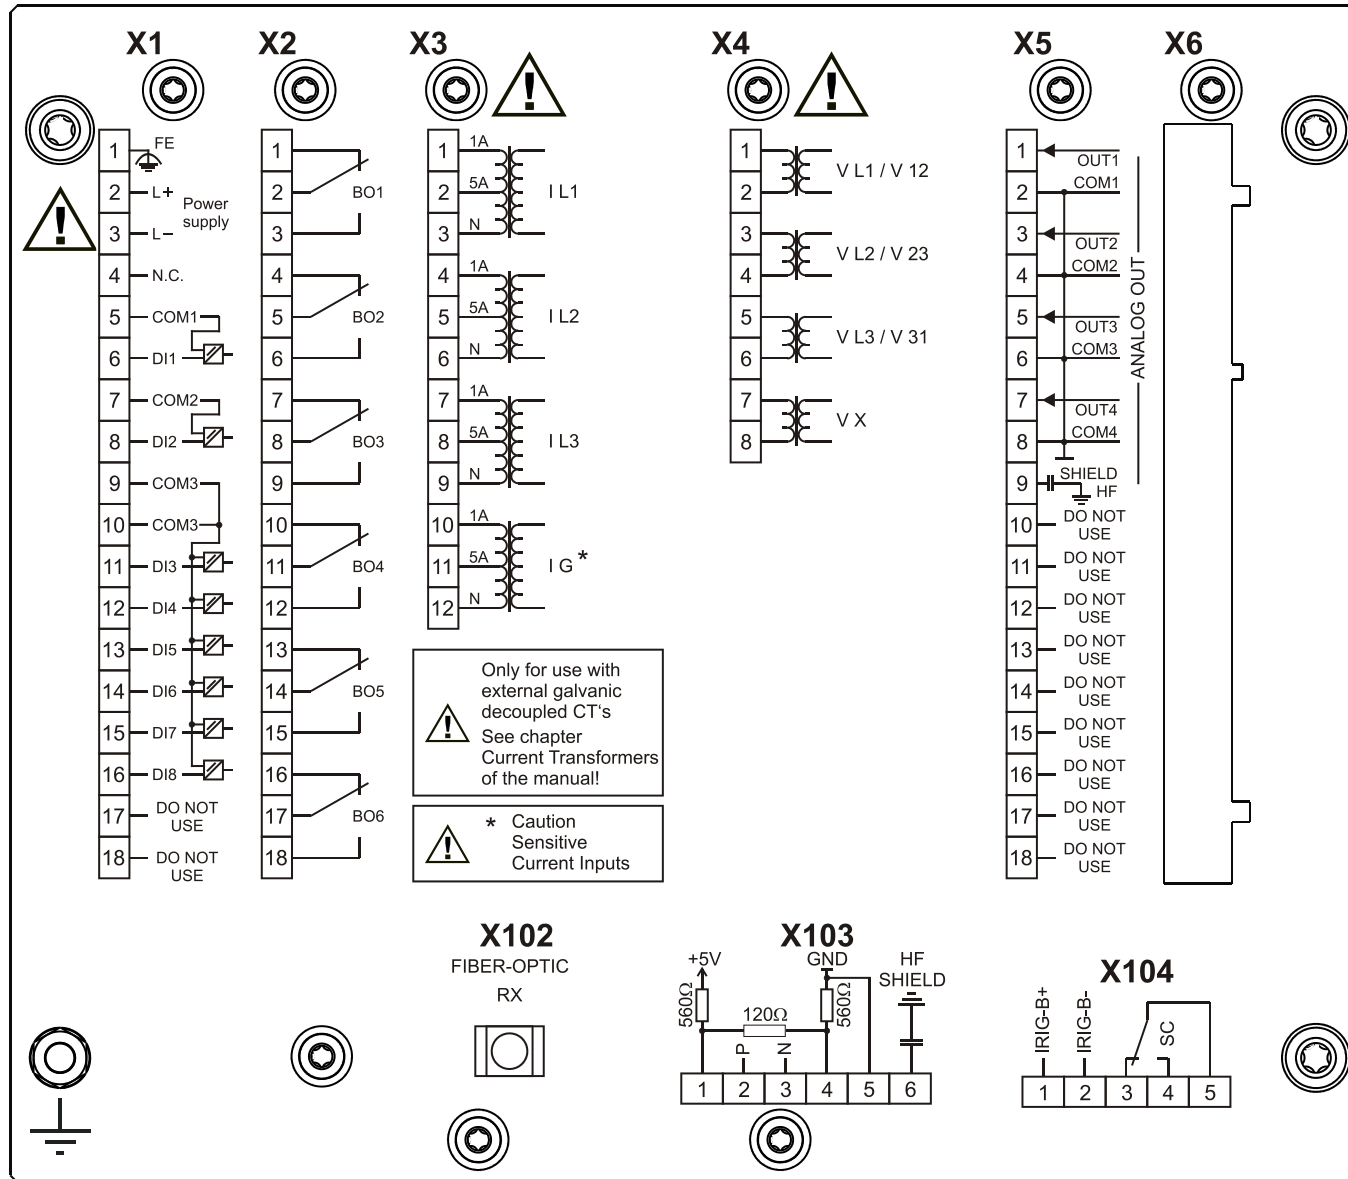 X1
X2
X3
X4
X5
X6
1 FE
2 L+
Power
supply
3 L−
4 N.C.
5 COM1
6 DI1
7 COM2
8 DI2
9 COM3
10 COM3
11 DI3
12 DI4
13 DI5
14 DI6
15 DI7
16 DI8
17 DO NOT
USE
18 DO NOT
USE
1
2 BO1
3
4
5 BO2
6
7
8 BO3
9
10
11 BO4
12
13
14 BO5
15
16
17 BO6
18
1 1A
2 5A I L1
3 N
4 1A
5 5A I L2
6 N
7 1A
8 5A I L3
9 N
10 1A
11 5A I G *
12 N
Only for use with
external galvanic
decoupled CT's
See chapter
Current Transformers
of the manual!
* Caution
Sensitive
Current Inputs
1 V L1 / V 12
2
3 V L2 / V 23
4
5 V L3 / V 31
6
7 V X
8
1 OUT1
2 COM1
3 OUT2
4 COM2
5 OUT3
6 COM3
7 OUT4
8 COM4
ANALOG OUT
9 SHIELD
HF
10 DO NOT
USE
11 DO NOT
USE
12 DO NOT
USE
13 DO NOT
USE
14 DO NOT
USE
15 DO NOT
USE
16 DO NOT
USE
17 DO NOT
USE
18 DO NOT
USE
X102
FIBER-OPTIC
RX
X103
+5V GND HF
SHIELD
560Ω 120Ω 560Ω
P N
1 2 3 4 5 6
X104
IRIG-B+ IRIG-B- SC
1 2 3 4 5